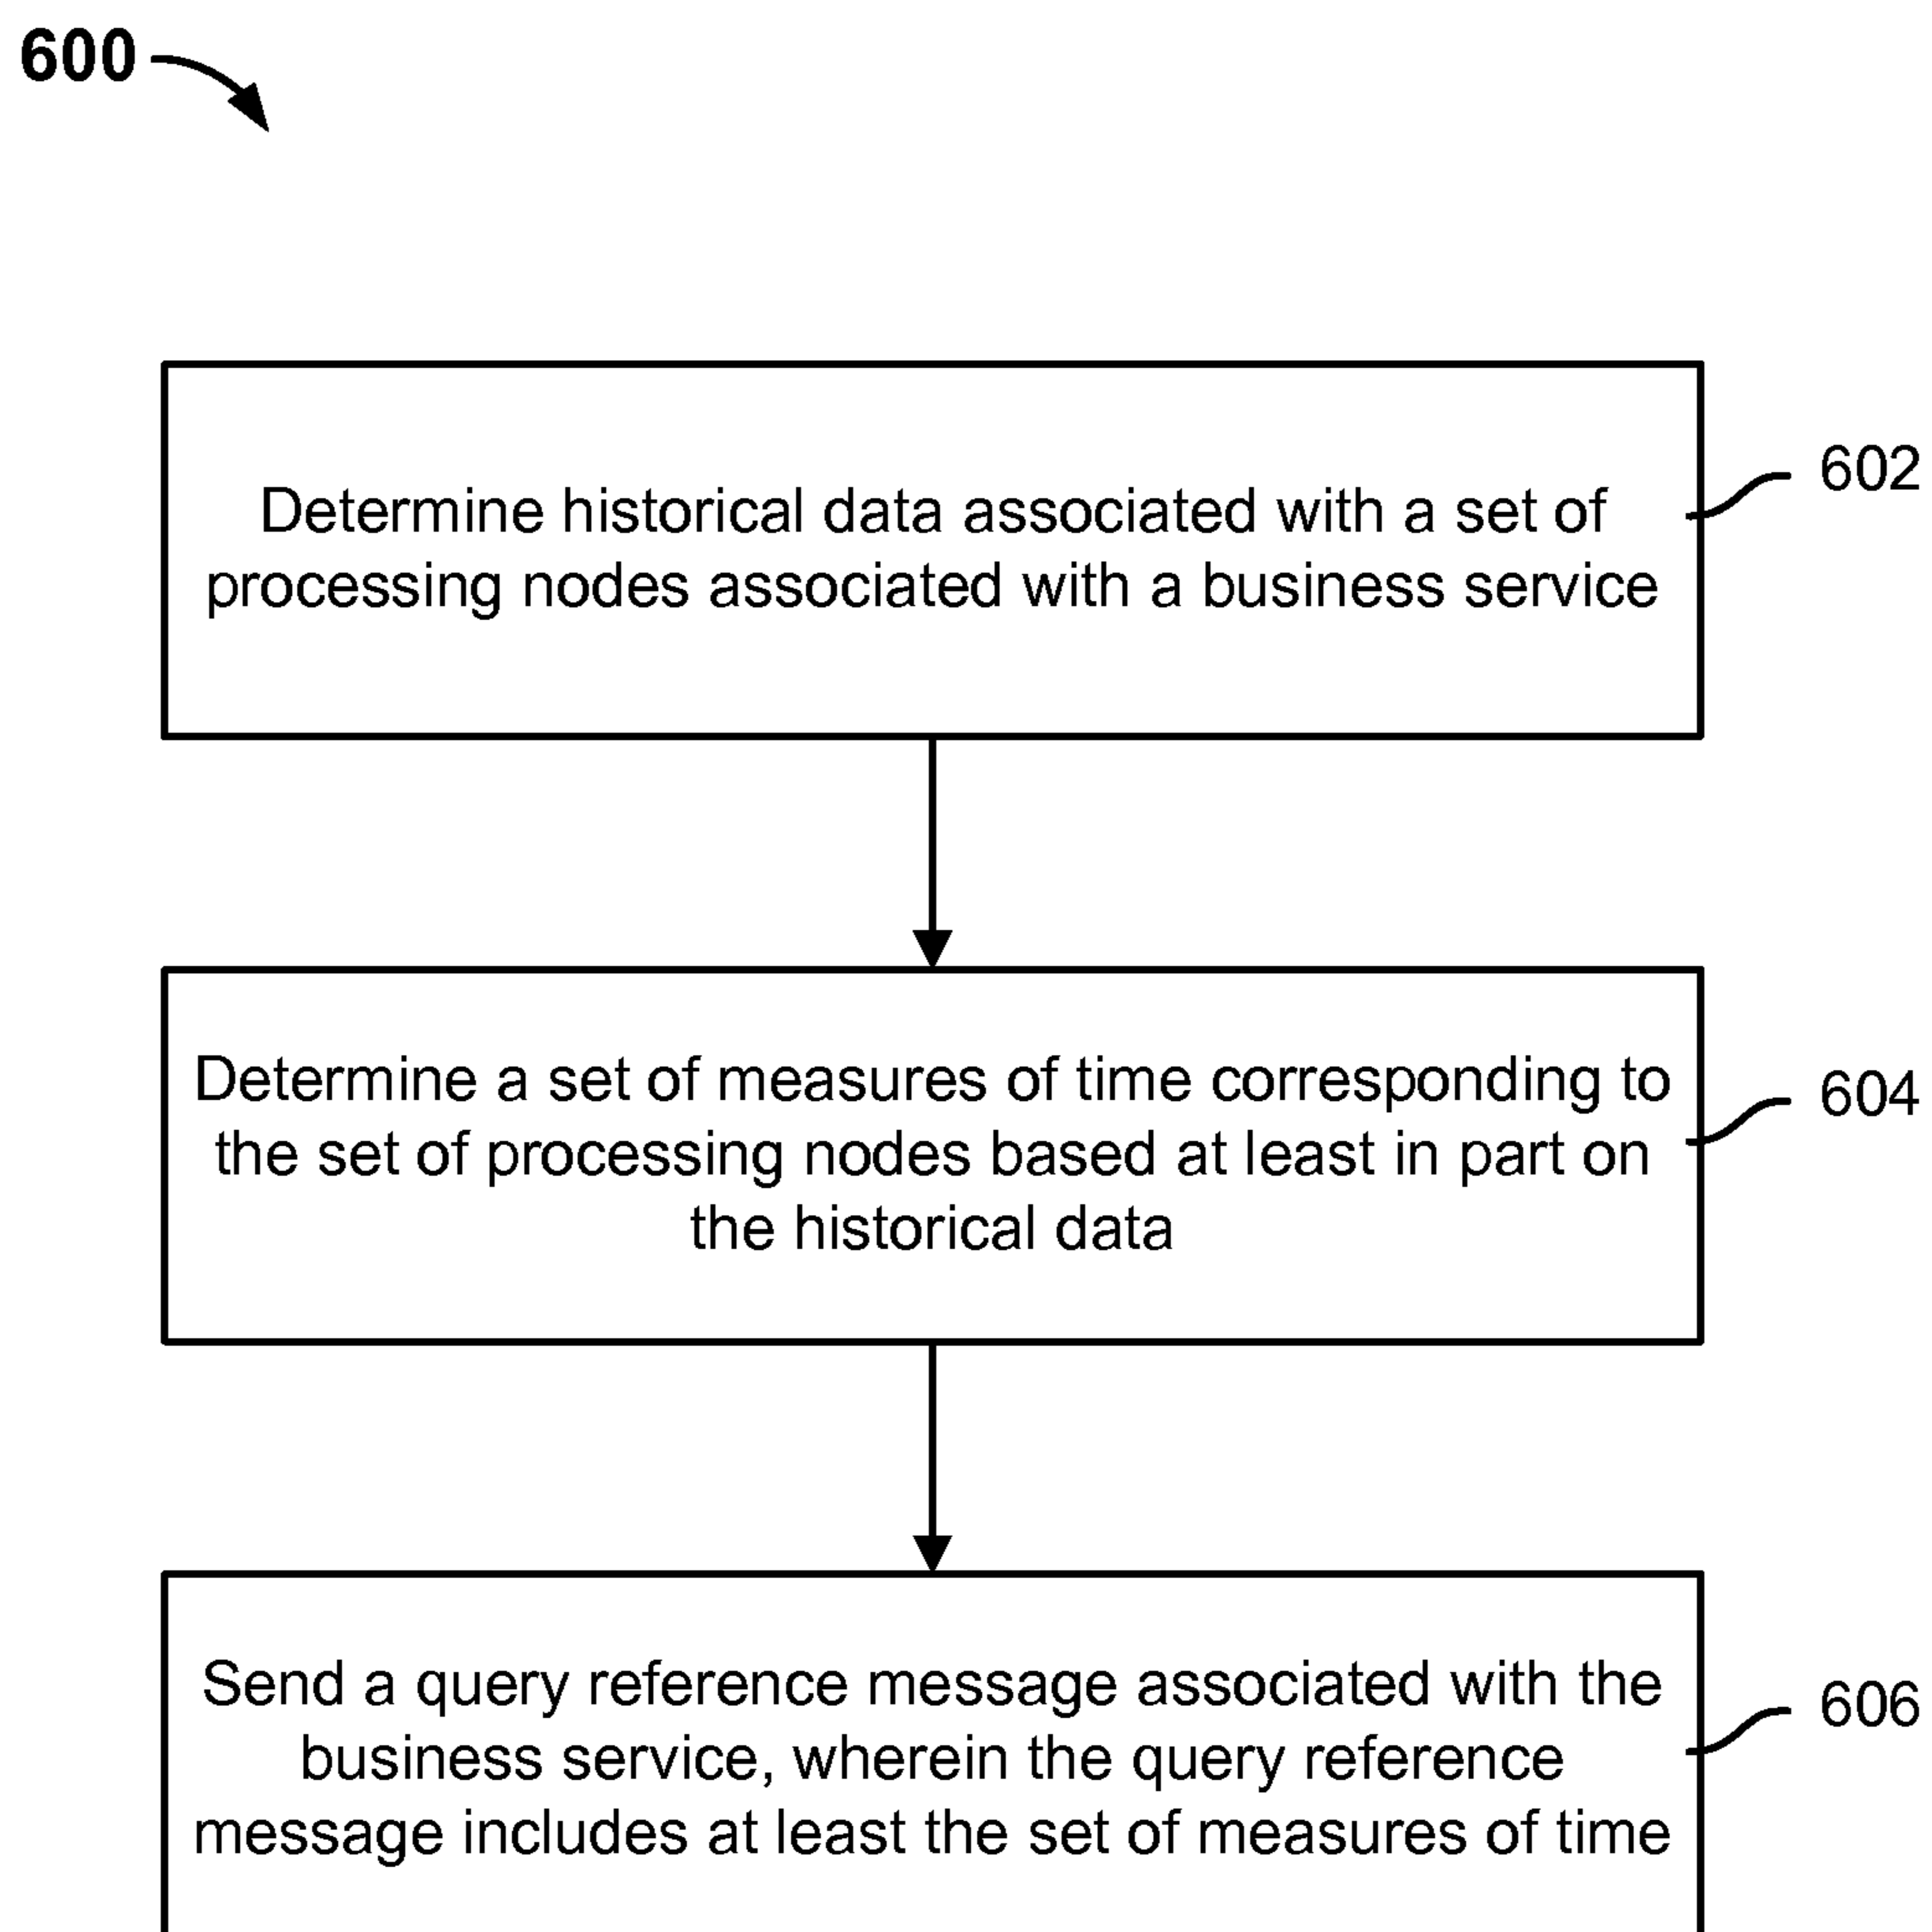 600
Determine historical data associated with a set of
processing nodes associated with a business service
602
Determine a set of measures of time corresponding to
the set of processing nodes based at least in part on
the historical data
604
Send a query reference message associated with the
business service, wherein the query reference
message includes at least the set of measures of time
606